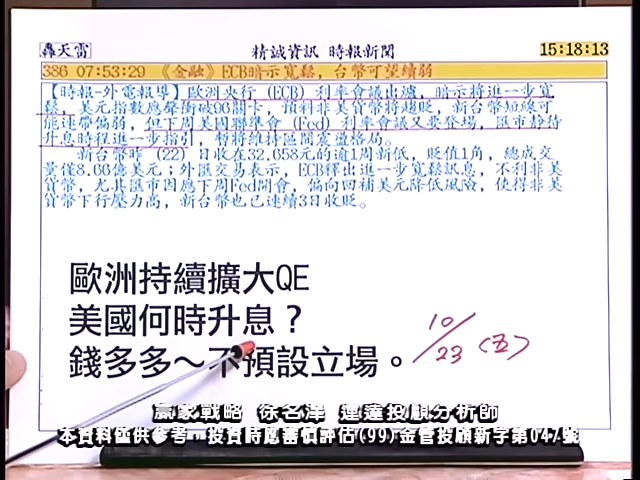 轟天雷
精誠資訊 時報新聞
15:18:13
386 07:53:29 《金融》ECB暗示寬鬆，台幣可望續弱
【時報-外電報導】歐洲央行 (ECB) 利率會議出爐，暗示將進一步寬
鬆，美元指數應聲衝破96關卡，預料非美貨幣將趨貶，新台幣短線可
能連帶偏弱，但下周美國聯準會 (Fed) 利率會議又要登場，匯市靜待
升息時程進一步指引，暫將維持區間震盪格局。
新台幣昨 (22) 日收在32.658元的逾1周新低，貶值1角，總成交
量僅8.66億美元；外匯交易表示，ECB釋出進一步寬鬆訊息，不利非美
貨幣，尤其匯市因應下周Fed開會，偏向回補美元降低風險，使得非美
貨幣下行壓力高，新台幣也已連續3日收貶。
歐洲持續擴大QE
美國何時升息？
錢多多～不預設立場。
10/23 (五)
贏家戰略 徐名澤 運達投顧分析師
本資料僅供參考，投資時應審慎評估(99)金管投顧新字第047號